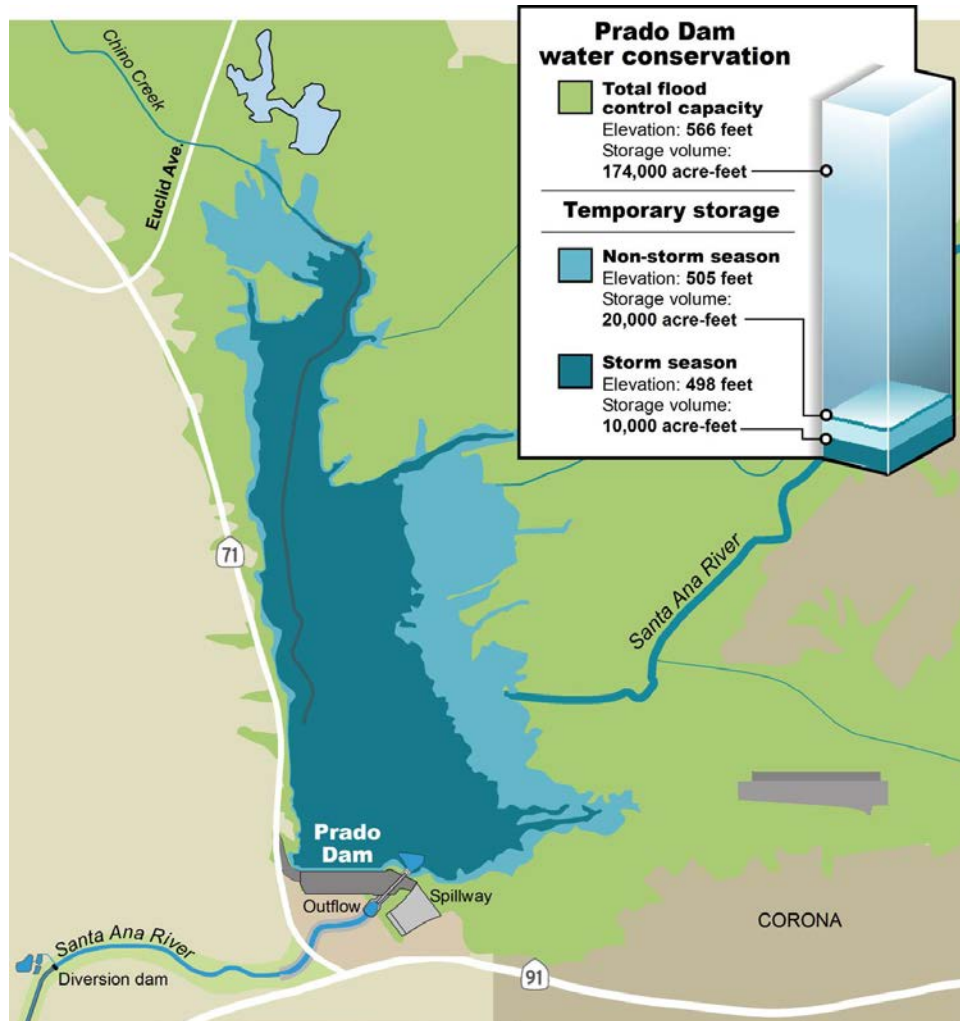 Prado Dam
water conservation
Total flood
control capacity
Elevation: 566 feet
Storage volume:
174,000 acre-feet
Temporary storage
Non-storm season
Elevation: 505 feet
Storage volume:
20,000 acre-feet
Storm season
Elevation: 498 feet
Storage volume:
10,000 acre-feet
Chino Creek
Euclid Ave.
71
Santa Ana River
Prado
Dam
Spillway
Outflow
CORONA
Santa Ana River
Diversion dam
91